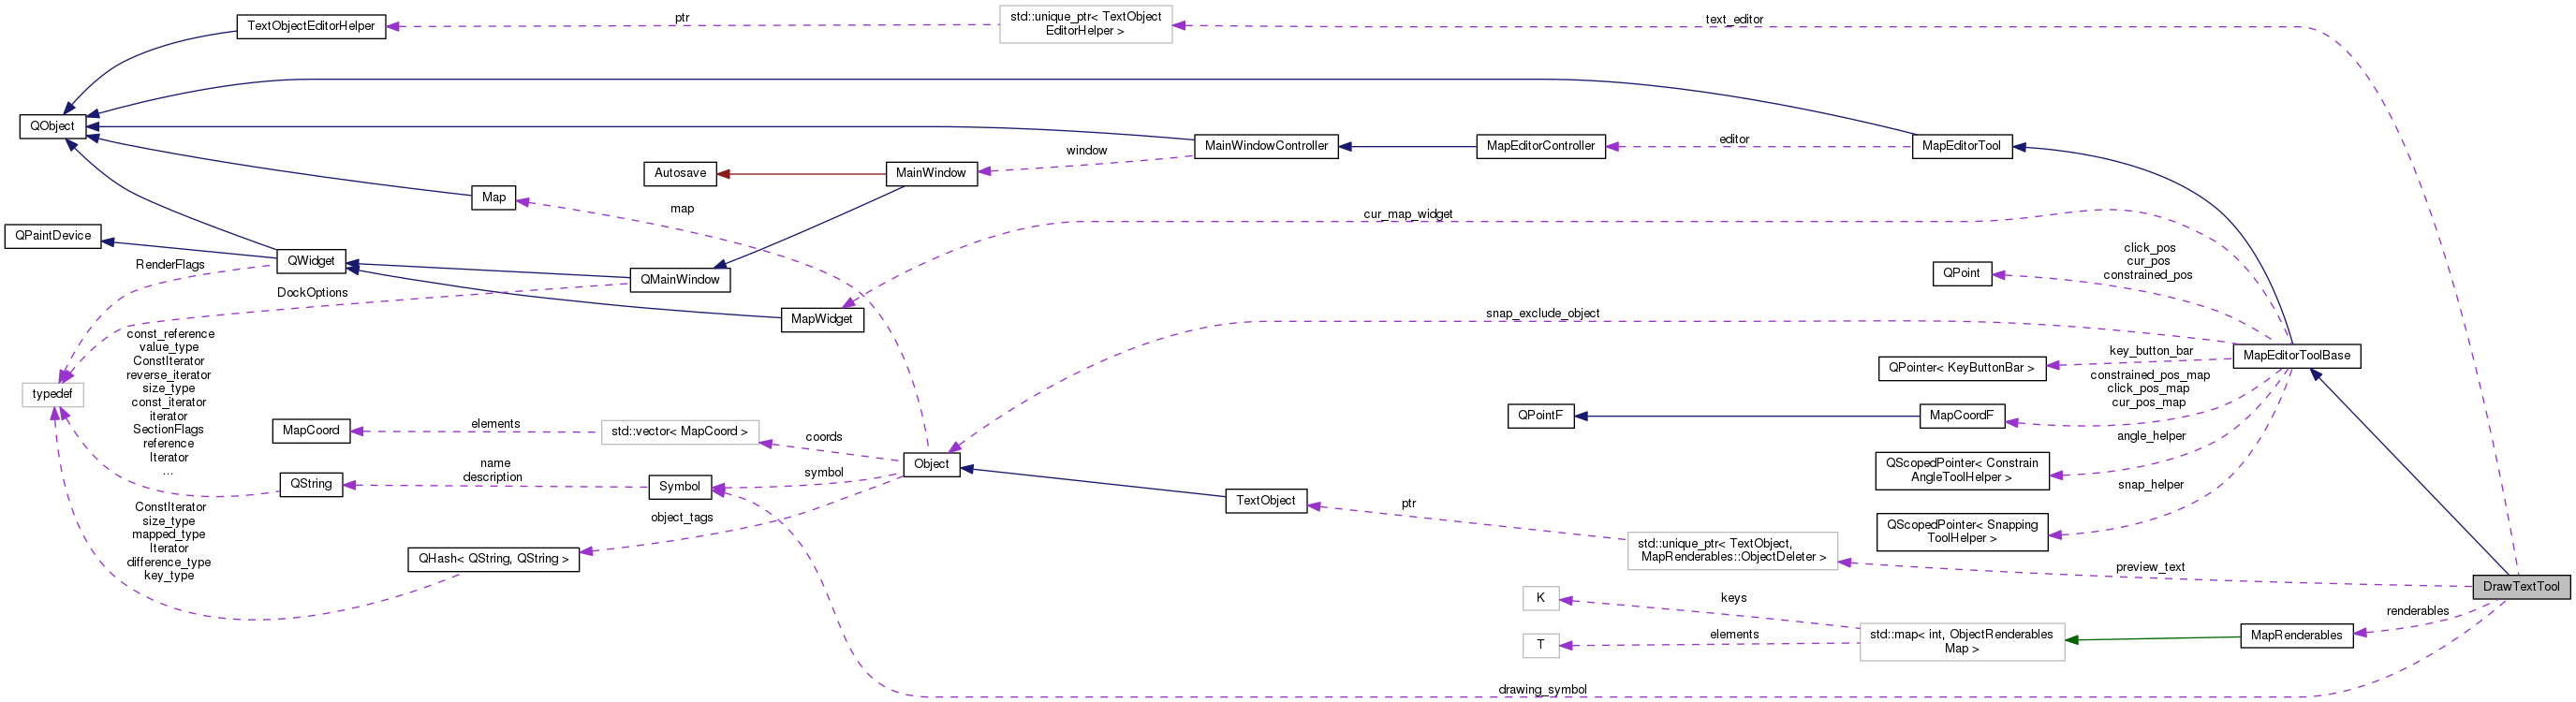 TextObjectEditorHelper
ptr
std::unique_ptr< TextObject
EditorHelper >
text_editor
QObject
MainWindowController
MapEditorController
editor
MapEditorTool
window
Autosave
MainWindow
Map
map
cur_map_widget
QPaintDevice
QWidget
RenderFlags
QMainWindow
DockOptions
MapWidget
click_pos
cur_pos
constrained_pos
QPoint
snap_exclude_object
MapEditorToolBase
key_button_bar
QPointer< KeyButtonBar >
constrained_pos_map
click_pos_map
cur_pos_map
const_reference
value_type
ConstIterator
reverse_iterator
size_type
const_iterator
iterator
SectionFlags
reference
Iterator
...
typedef
MapCoord
elements
std::vector< MapCoord >
coords
QPointF
MapCoordF
angle_helper
Object
QScopedPointer< Constrain
AngleToolHelper >
name
description
symbol
QString
Symbol
snap_helper
TextObject
ptr
object_tags
ConstIterator
size_type
mapped_type
Iterator
difference_type
key_type
QHash< QString, QString >
QScopedPointer< Snapping
ToolHelper >
std::unique_ptr< TextObject,
MapRenderables::ObjectDeleter >
preview_text
DrawTextTool
K
keys
renderables
T
elements
std::map< int, ObjectRenderables
Map >
MapRenderables
drawing_symbol